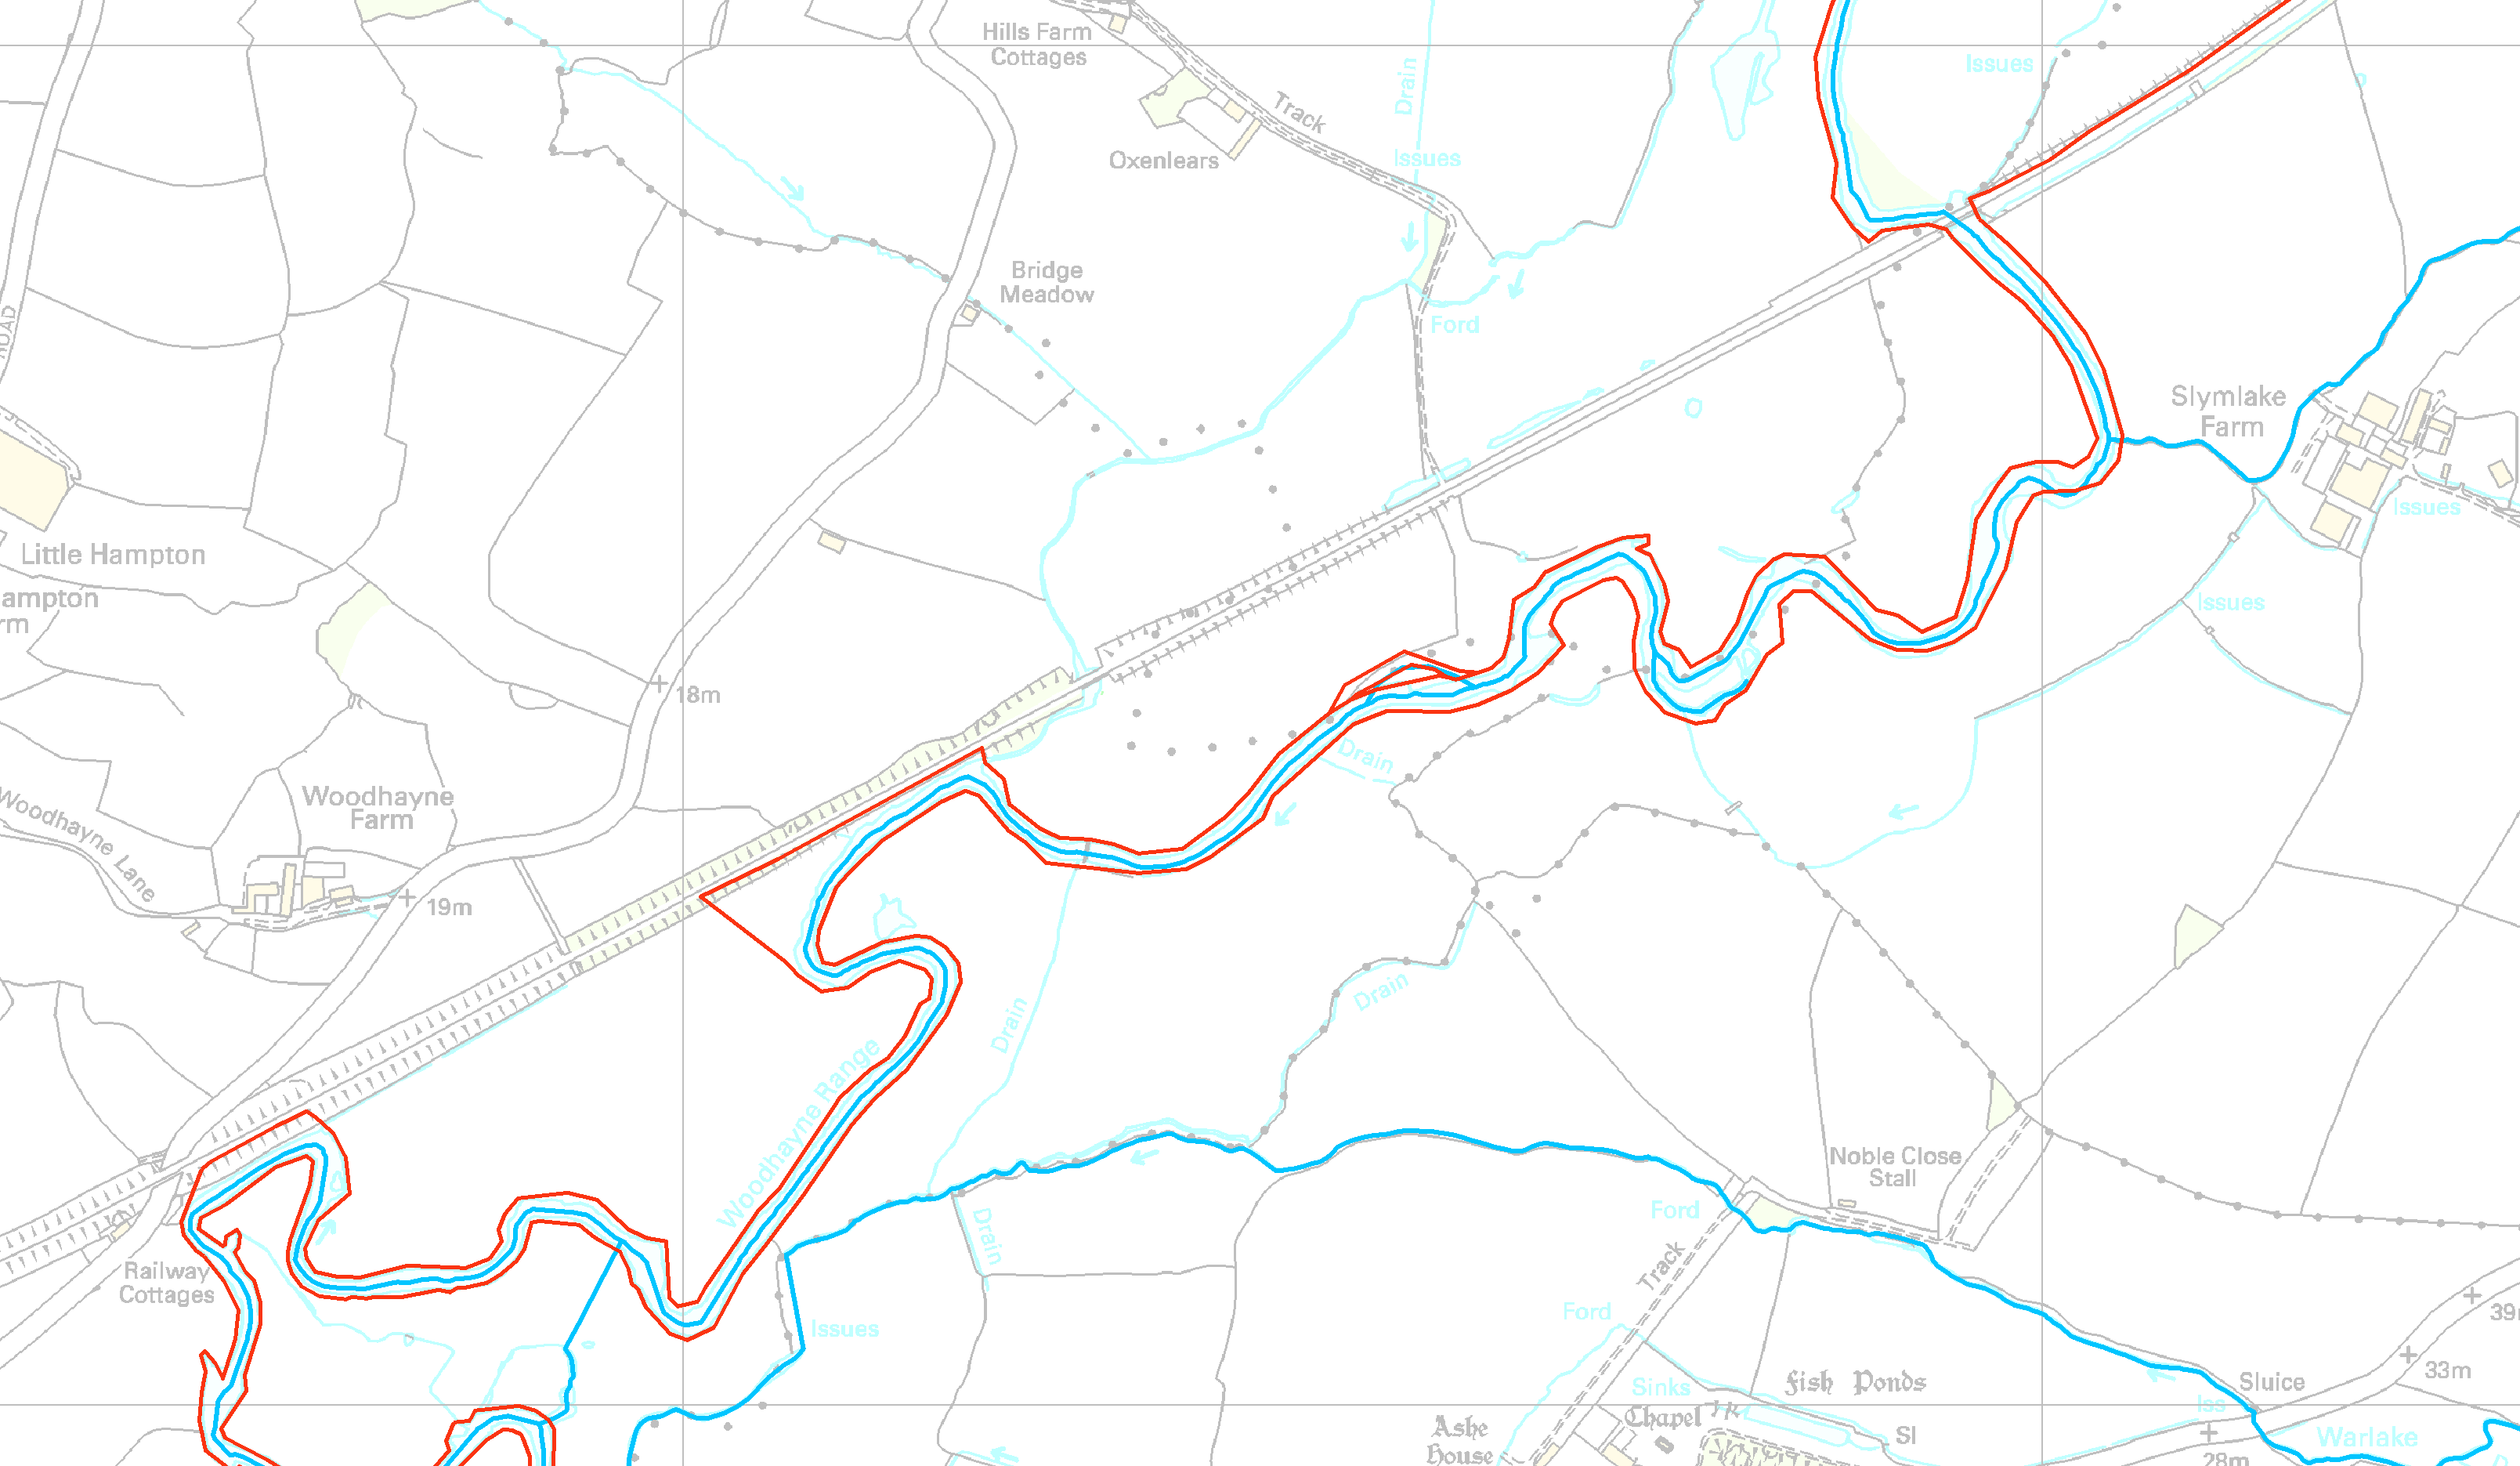 Hills Farm
Cottages
Track
Oxenlears
Drain
Issues
Issues
Bridge
Meadow
Ford
Slymlake
Farm
Issues
Issues
Little Hampton
ampton
rm
18m
Drain
Woodhayne
Farm
Woodhayne Lane
19m
Drain
Drain
Woodhayne Range
Noble Close
Stall
Ford
Drain
Track
Railway
Cottages
Issues
Ford
39m
33m
Sinks
Fish Ponds
Sluice
Iss
Chapel
Ashe
House
Sl
Warlake
28m